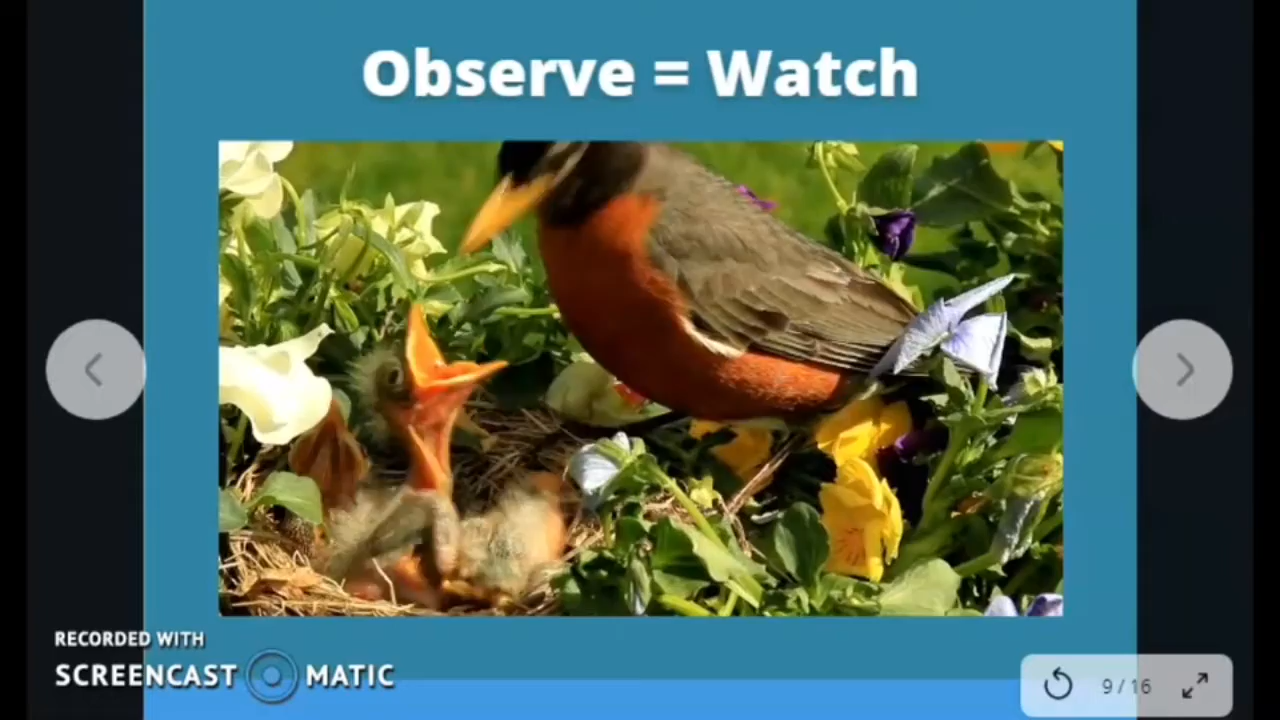 Observe = Watch
RECORDED WITH
SCREENCAST MATIC
9 / 16